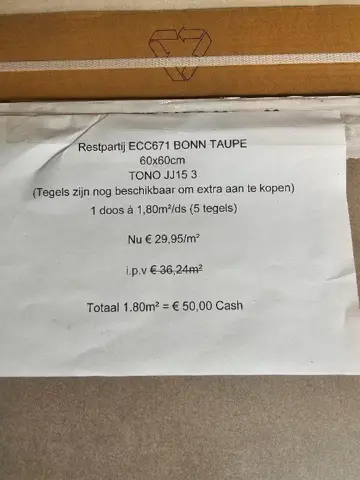 Restpartij ECC671 BONN TAUPE
60x60cm
TONO JJ15 3
(Tegels zijn nog beschikbaar om extra aan te kopen)
1 doos à 1,80m²/ds (5 tegels)
Nu € 29,95/m²
i.p.v € 36,24m²
Totaal 1.80m² = € 50,00 Cash